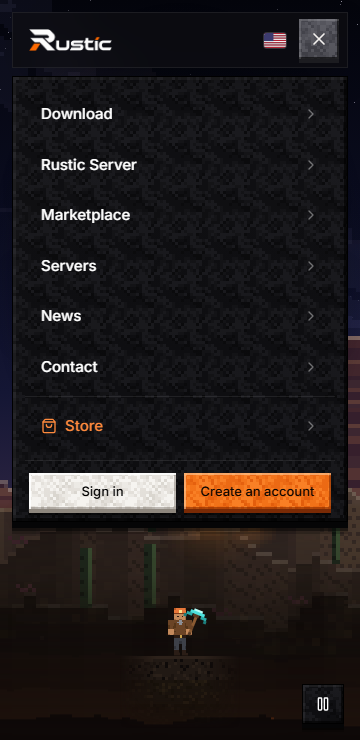 Rustic
Download
Rustic Server
Marketplace
Servers
News
Contact
Store
Sign in
Create an account